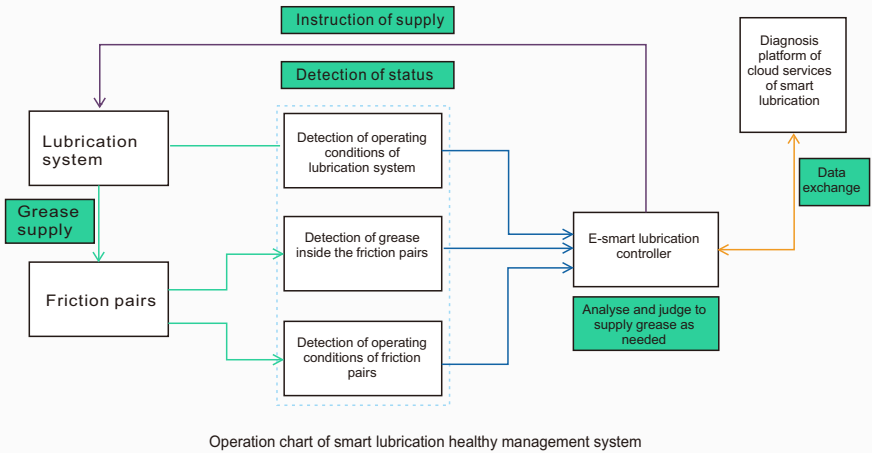 Instruction of supply
Detection of status
Diagnosis
platform of
cloud services
of smart
lubrication
Lubrication
system
Detection of operating
conditions of
lubrication system
Data
exchange
Grease
supply
Detection of grease
inside the friction pairs
E-smart lubrication
controller
Friction pairs
Analyse and judge to
supply grease as
needed
Detection of operating
conditions of friction
pairs
Operation chart of smart lubrication healthy management system